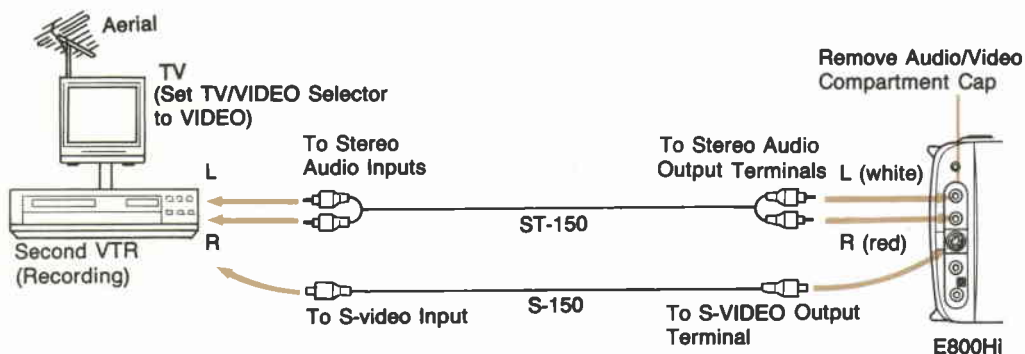 Aerial
TV
(Set TV/VIDEO Selector
to VIDEO)
Remove Audio/Video
Compartment Cap
L
To Stereo
Audio Inputs
To Stereo Audio
Output Terminals
L (white)
ST-150
R
R (red)
Second VTR
(Recording)
To S-video Input
S-150
To S-VIDEO Output
Terminal
E800Hi